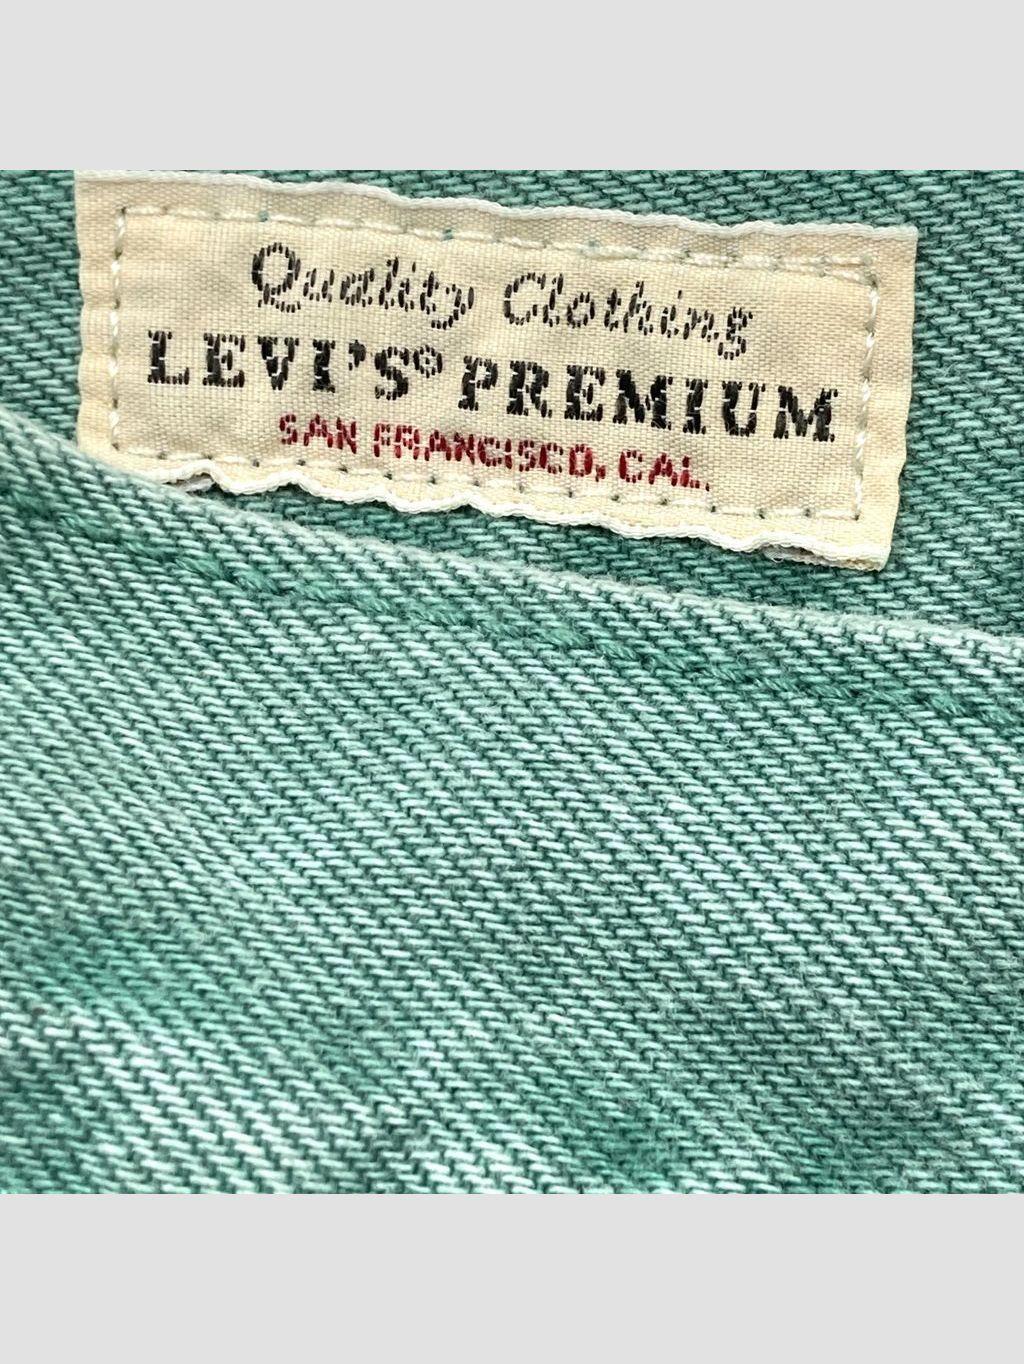 Quality Clothing
LEVI'S® PREMIUM
SAN FRANCISCO, CAL.